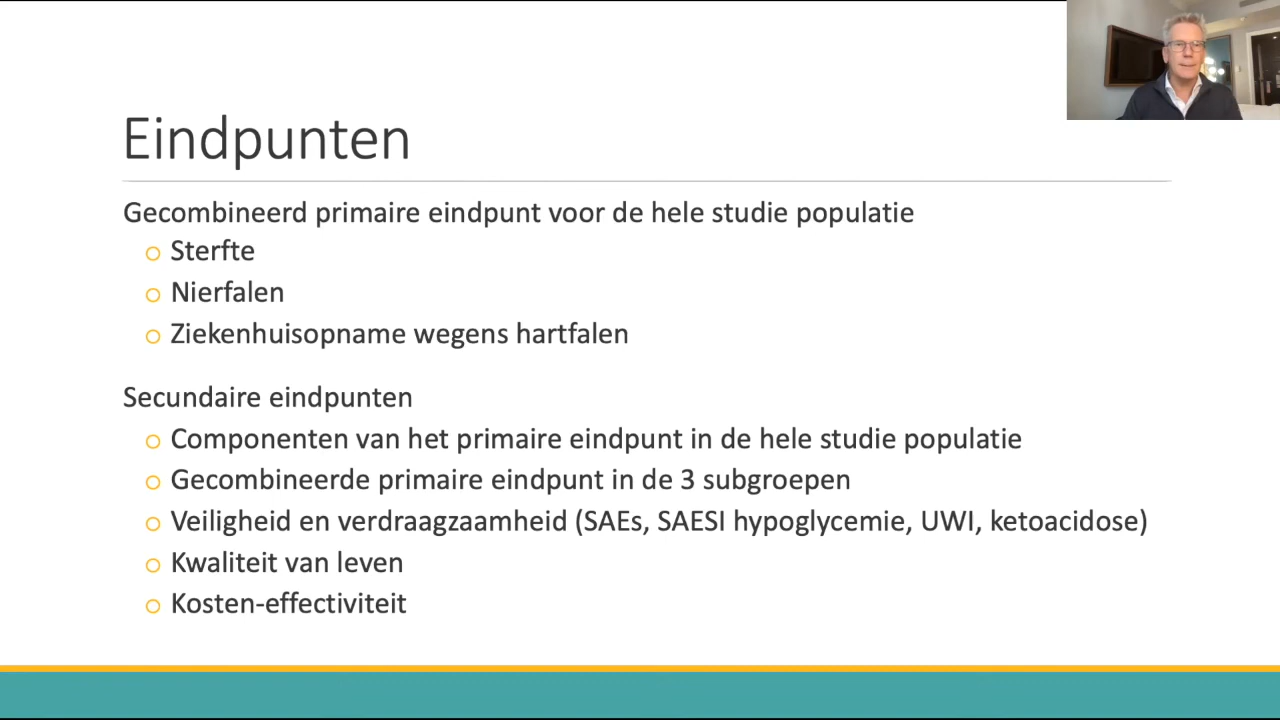 Eindpunten
Gecombineerd primaire eindpunt voor de hele studie populatie
Sterfte
Nierfalen
Ziekenhuisopname wegens hartfalen
Secundaire eindpunten
Componenten van het primaire eindpunt in de hele studie populatie
Gecombineerde primaire eindpunt in de 3 subgroepen
Veiligheid en verdraagzaamheid (SAEs, SAESI hypoglycemie, UWI, ketoacidose)
Kwaliteit van leven
Kosten-effectiviteit